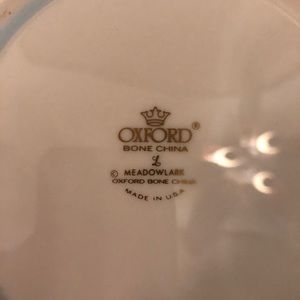 OXFORD®
BONE CHINA
L
© MEADOWLARK
OXFORD BONE CHINA
MADE IN U.S.A